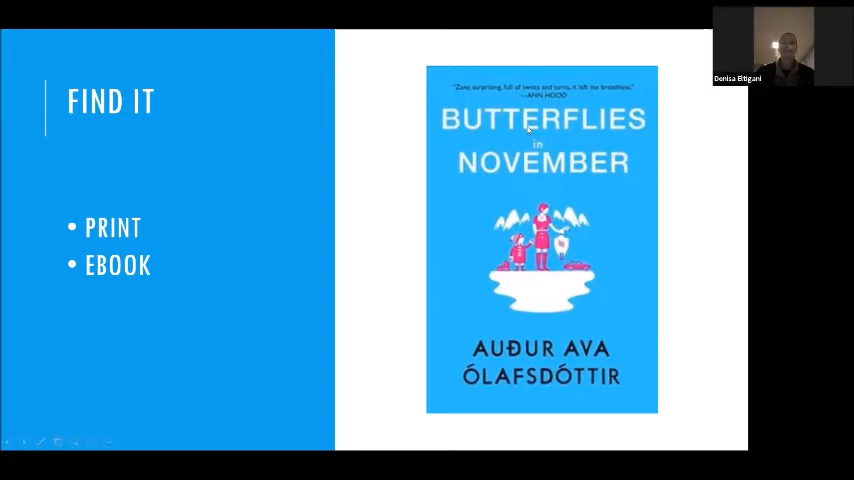 FIND IT
• PRINT
• EBOOK
"Zany, surprising, full of twists and turns, it left me breathless."
—ANN HOOD
BUTTERFLIES
in
NOVEMBER
AUÐUR AVA
ÓLAFSDÓTTIR
Denisa Eltigani